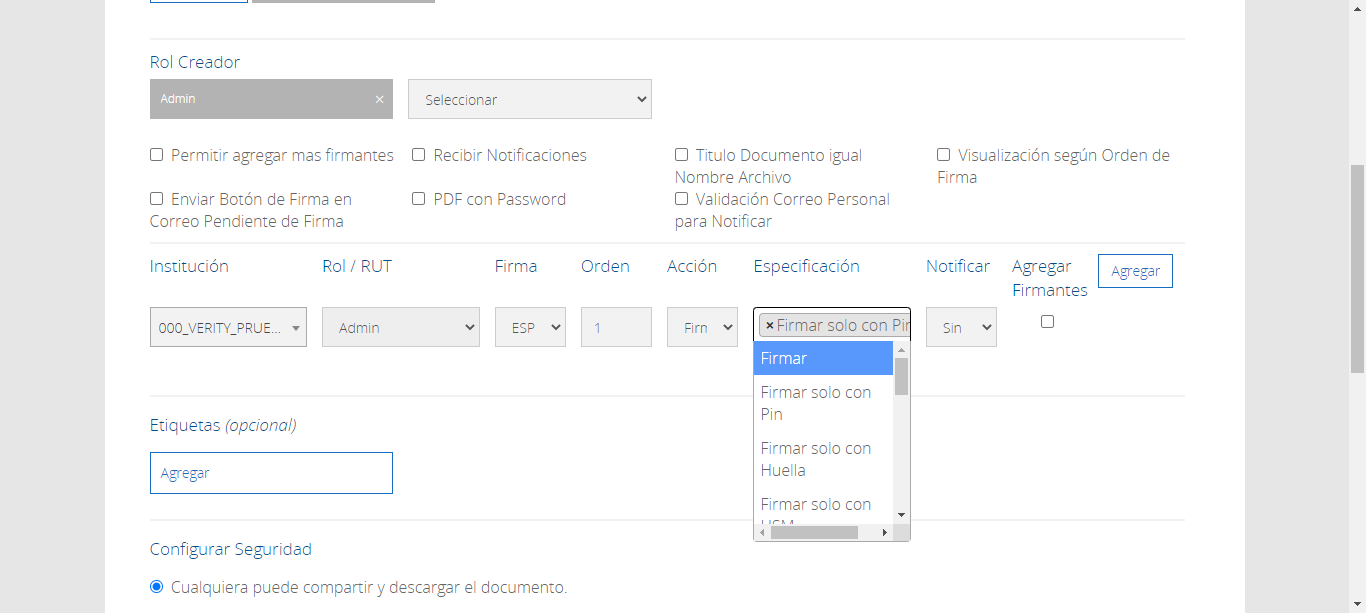 Rol Creador
Admin ×
Seleccionar
Permitir agregar mas firmantes
Recibir Notificaciones
Titulo Documento igual
Nombre Archivo
Visualización según Orden de
Firma
Enviar Botón de Firma en
Correo Pendiente de Firma
PDF con Password
Validación Correo Personal
para Notificar
Institución
Rol / RUT
Firma
Orden
Acción
Especificación
Notificar
Agregar
Firmantes
Agregar
000_VERITY_PRUE...
Admin
ESP
1
Firn
× Firmar solo con Pin
Sin
Firmar
Firmar solo con
Pin
Firmar solo con
Huella
Firmar solo con
HSM
Etiquetas (opcional)
Agregar
Configurar Seguridad
Cualquiera puede compartir y descargar el documento.